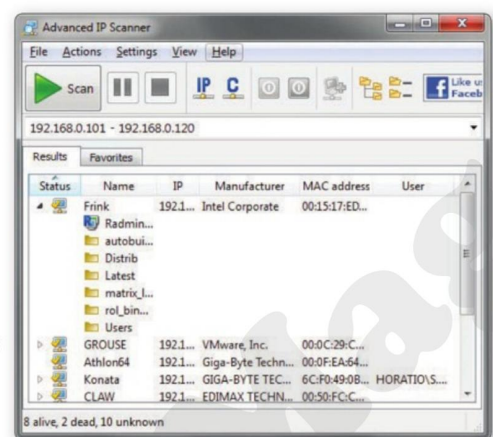 Advanced IP Scanner
File Actions Settings View Help
Scan IP C Like u
Faceb
192.168.0.101 - 192.168.0.120
Results Favorites
Status Name IP Manufacturer MAC address User
Frink 192.1... Intel Corporate 00:15:17:ED...
Radmin...
autobui...
Distrib
Latest
matrix_l...
rol_bin...
Users
GROUSE 192.1... VMware, Inc. 00:0C:29:C...
Athlon64 192.1... Giga-Byte Techn... 00:0F:EA:64...
Konata 192.1... GIGA-BYTE TEC... 6C:F0:49:0B... HORATIO\S...
CLAW 192.1... EDIMAX TECHN... 00:50:FC:C...
8 alive, 2 dead, 10 unknown